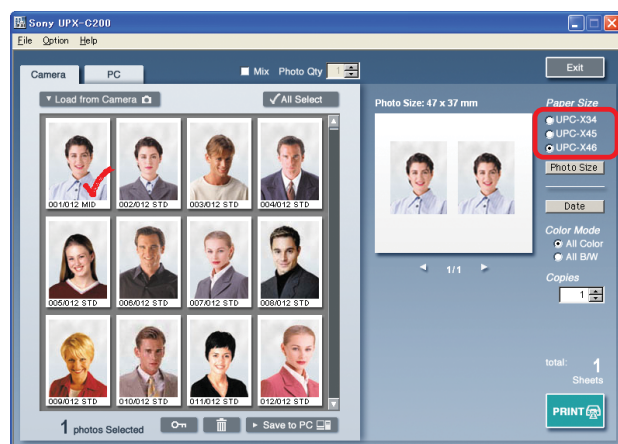 Sony UPX-C200
File Option Help
Camera PC
Mix Photo Qty 1
Exit
Load from Camera
All Select
Photo Size: 47 x 37 mm
Paper Size
UPC-X34
UPC-X45
UPC-X46
Photo Size
Date
Color Mode
All Color
All B/W
Copies
1
001/012 MID 002/012 STD 003/012 STD 004/012 STD
005/012 STD 006/012 STD 007/012 STD 008/012 STD
009/012 STD 010/012 STD 011/012 STD 012/012 STD
1/1
total: 1
Sheets
PRINT
1 photos Selected
Save to PC